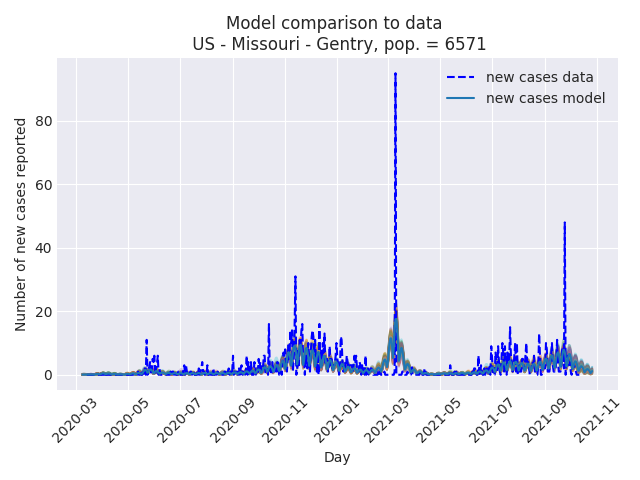 Model comparison to data
US - Missouri - Gentry, pop. = 6571
new cases data
new cases model
Number of new cases reported
80
60
40
20
0
2020-03
2020-05
2020-07
2020-09
2020-11
2021-01
2021-03
2021-05
2021-07
2021-09
2021-11
Day